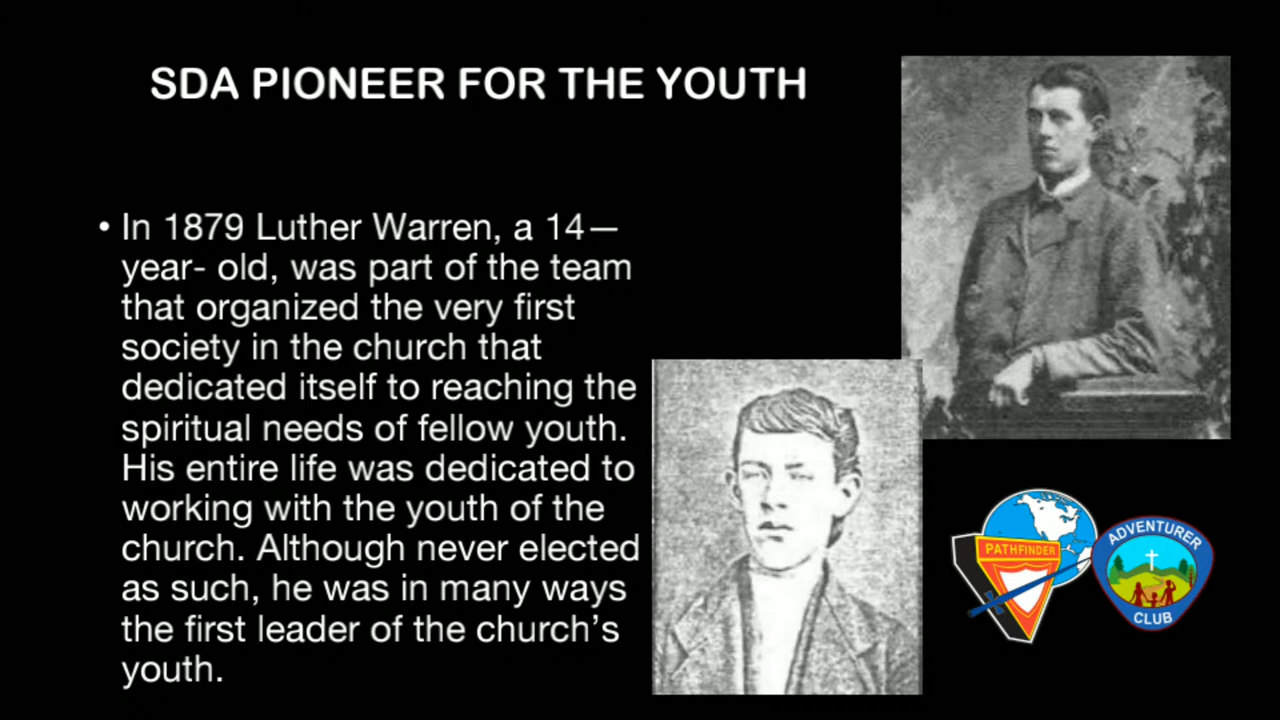 SDA PIONEER FOR THE YOUTH
• In 1879 Luther Warren, a 14—
year- old, was part of the team
that organized the very first
society in the church that
dedicated itself to reaching the
spiritual needs of fellow youth.
His entire life was dedicated to
working with the youth of the
church. Although never elected
as such, he was in many ways
the first leader of the church’s
youth.
PATHFINDER
ADVENTURER
CLUB